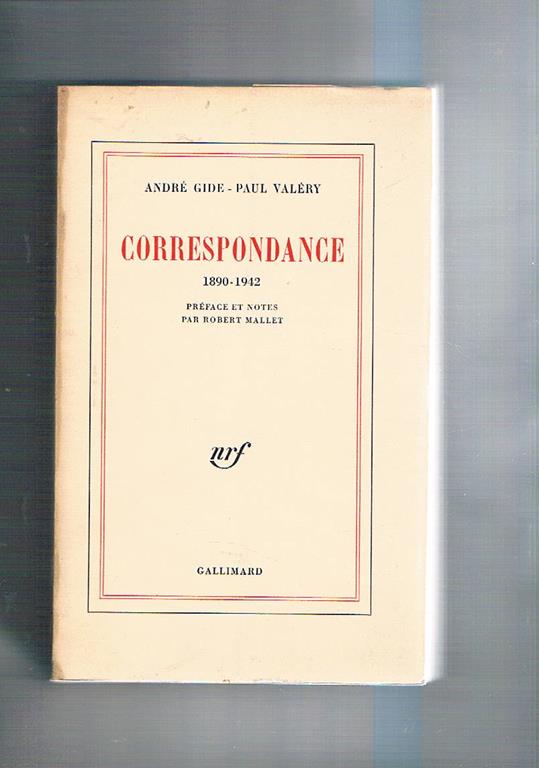 ANDRÉ GIDE - PAUL VALÉRY
CORRESPONDANCE
1890-1942
PRÉFACE ET NOTES
PAR ROBERT MALLET
nrf
GALLIMARD